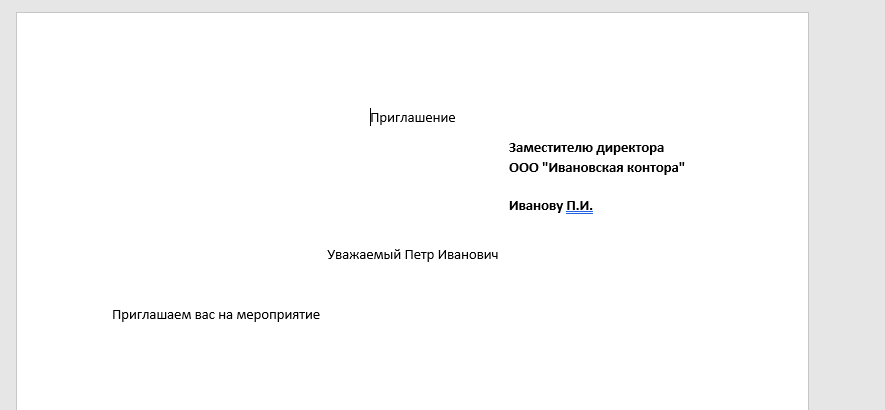 Приглашение
Заместителю директора
ООО "Ивановская контора"
Иванову П.И.
Уважаемый Петр Иванович
Приглашаем вас на мероприятие